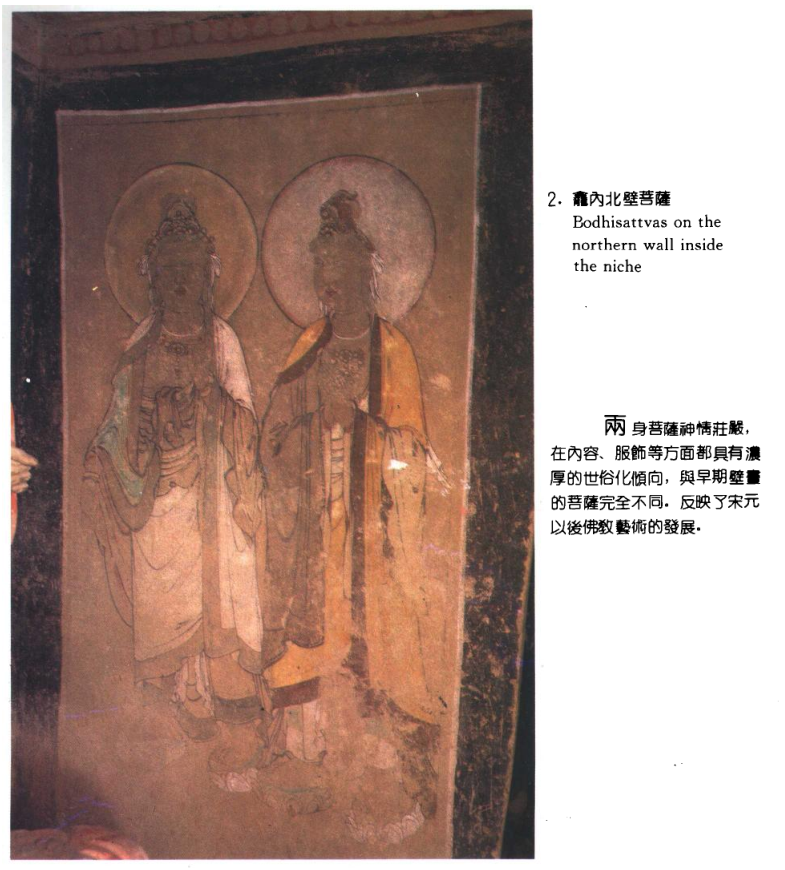 2. 龕內北壁菩薩
Bodhisattvas on the
northern wall inside
the niche
兩身菩薩神情莊嚴,
在內容、服飾等方面都具有濃
厚的世俗化傾向, 與早期壁畫
的菩薩完全不同. 反映了宋元
以後佛教藝術的發展.